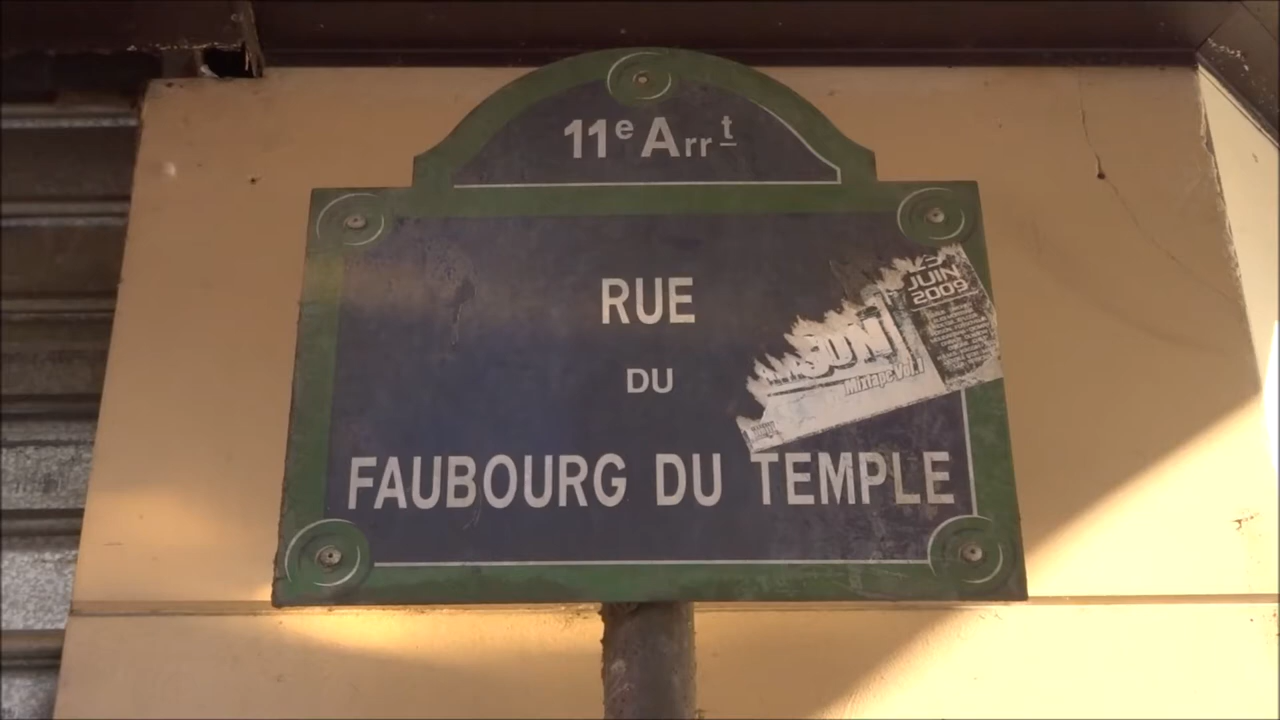 11e Arrt
RUE
DU
FAUBOURG DU TEMPLE
JUIN
2009
Mixtape Vol.1